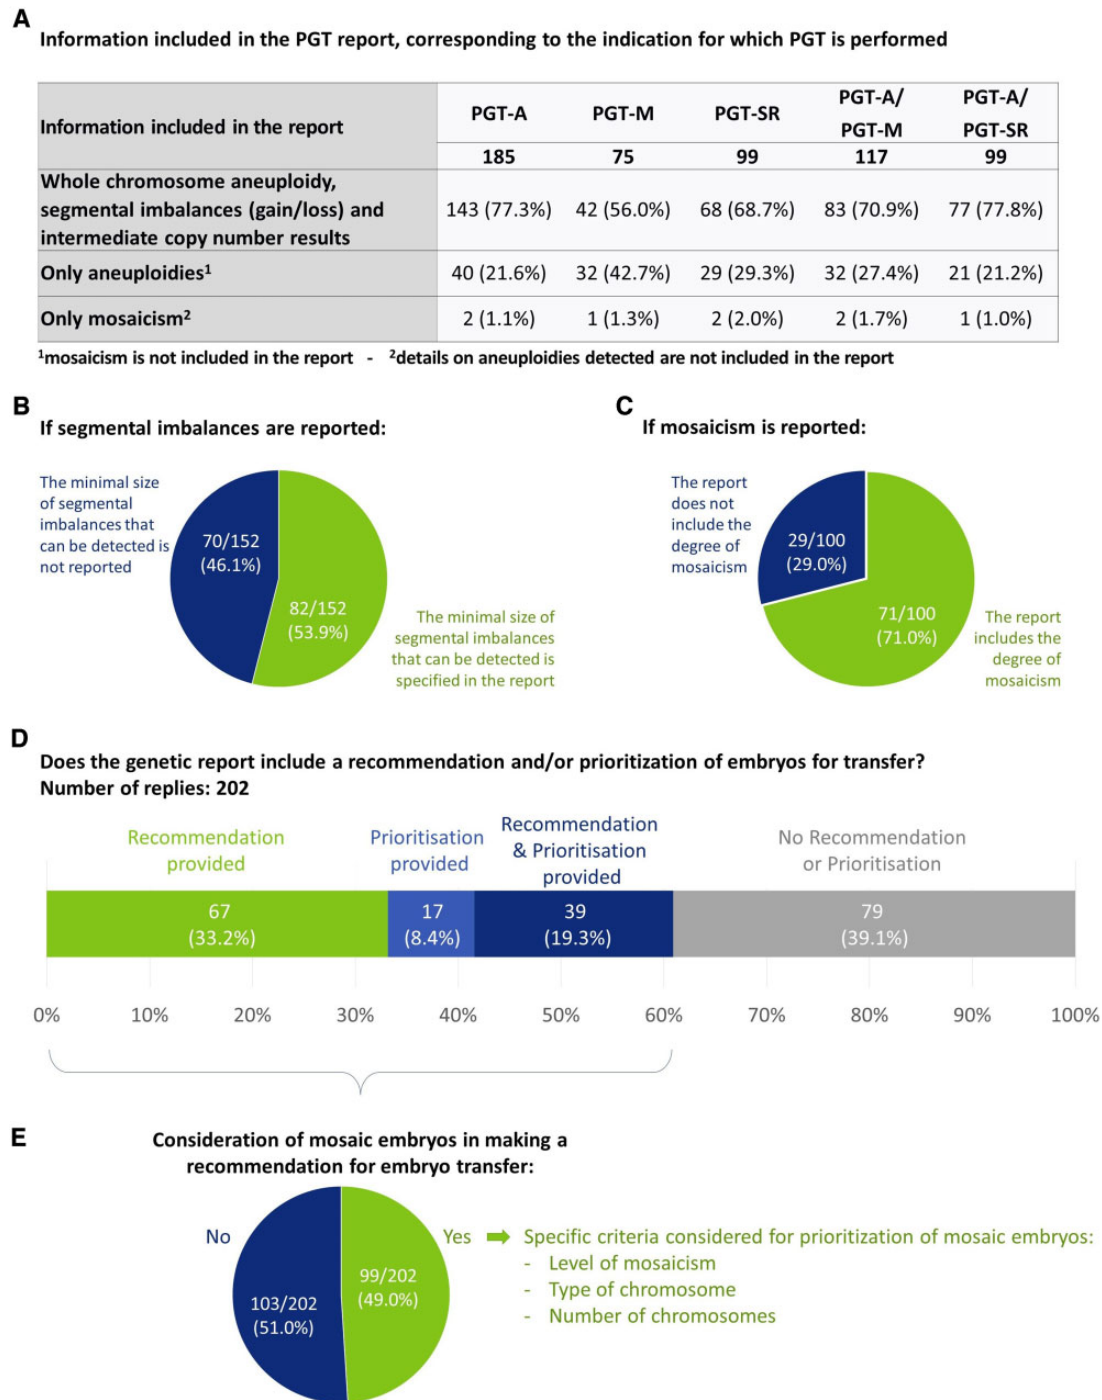 A
Information included in the PGT report, corresponding to the indication for which PGT is performed
Information included in the report
PGT-A
PGT-M
PGT-SR
PGT-A/
PGT-M
PGT-A/
PGT-SR
185 75 99 117 99
Whole chromosome aneuploidy,
segmental imbalances (gain/loss) and
intermediate copy number results
143 (77.3%) 42 (56.0%) 68 (68.7%) 83 (70.9%) 77 (77.8%)
Only aneuploidies¹ 40 (21.6%) 32 (42.7%) 29 (29.3%) 32 (27.4%) 21 (21.2%)
Only mosaicism² 2 (1.1%) 1 (1.3%) 2 (2.0%) 2 (1.7%) 1 (1.0%)
¹mosaicism is not included in the report - ²details on aneuploidies detected are not included in the report
B
If segmental imbalances are reported:
The minimal size
of segmental
imbalances that
can be detected is
not reported
70/152
(46.1%)
82/152
(53.9%)
The minimal size of
segmental imbalances
that can be detected is
specified in the report
C
If mosaicism is reported:
The report
does not
include the
degree of
mosaicism
29/100
(29.0%)
71/100
(71.0%)
The report
includes the
degree of
mosaicism
D
Does the genetic report include a recommendation and/or prioritization of embryos for transfer?
Number of replies: 202
Recommendation
provided
Prioritisation
provided
Recommendation
& Prioritisation
provided
No Recommendation
or Prioritisation
67
(33.2%)
17
(8.4%)
39
(19.3%)
79
(39.1%)
0% 10% 20% 30% 40% 50% 60% 70% 80% 90% 100%
E
Consideration of mosaic embryos in making a
recommendation for embryo transfer:
No
103/202
(51.0%)
99/202
(49.0%)
Yes ➡ Specific criteria considered for prioritization of mosaic embryos:
- Level of mosaicism
- Type of chromosome
- Number of chromosomes